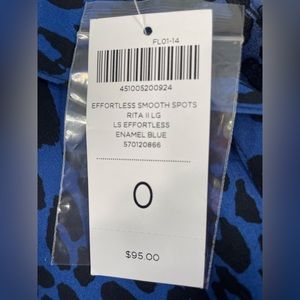 FL01-14
451005200924
EFFORTLESS SMOOTH SPOTS
RITA II LG
LS EFFORTLESS
ENAMEL BLUE
570120866
0
$95.00